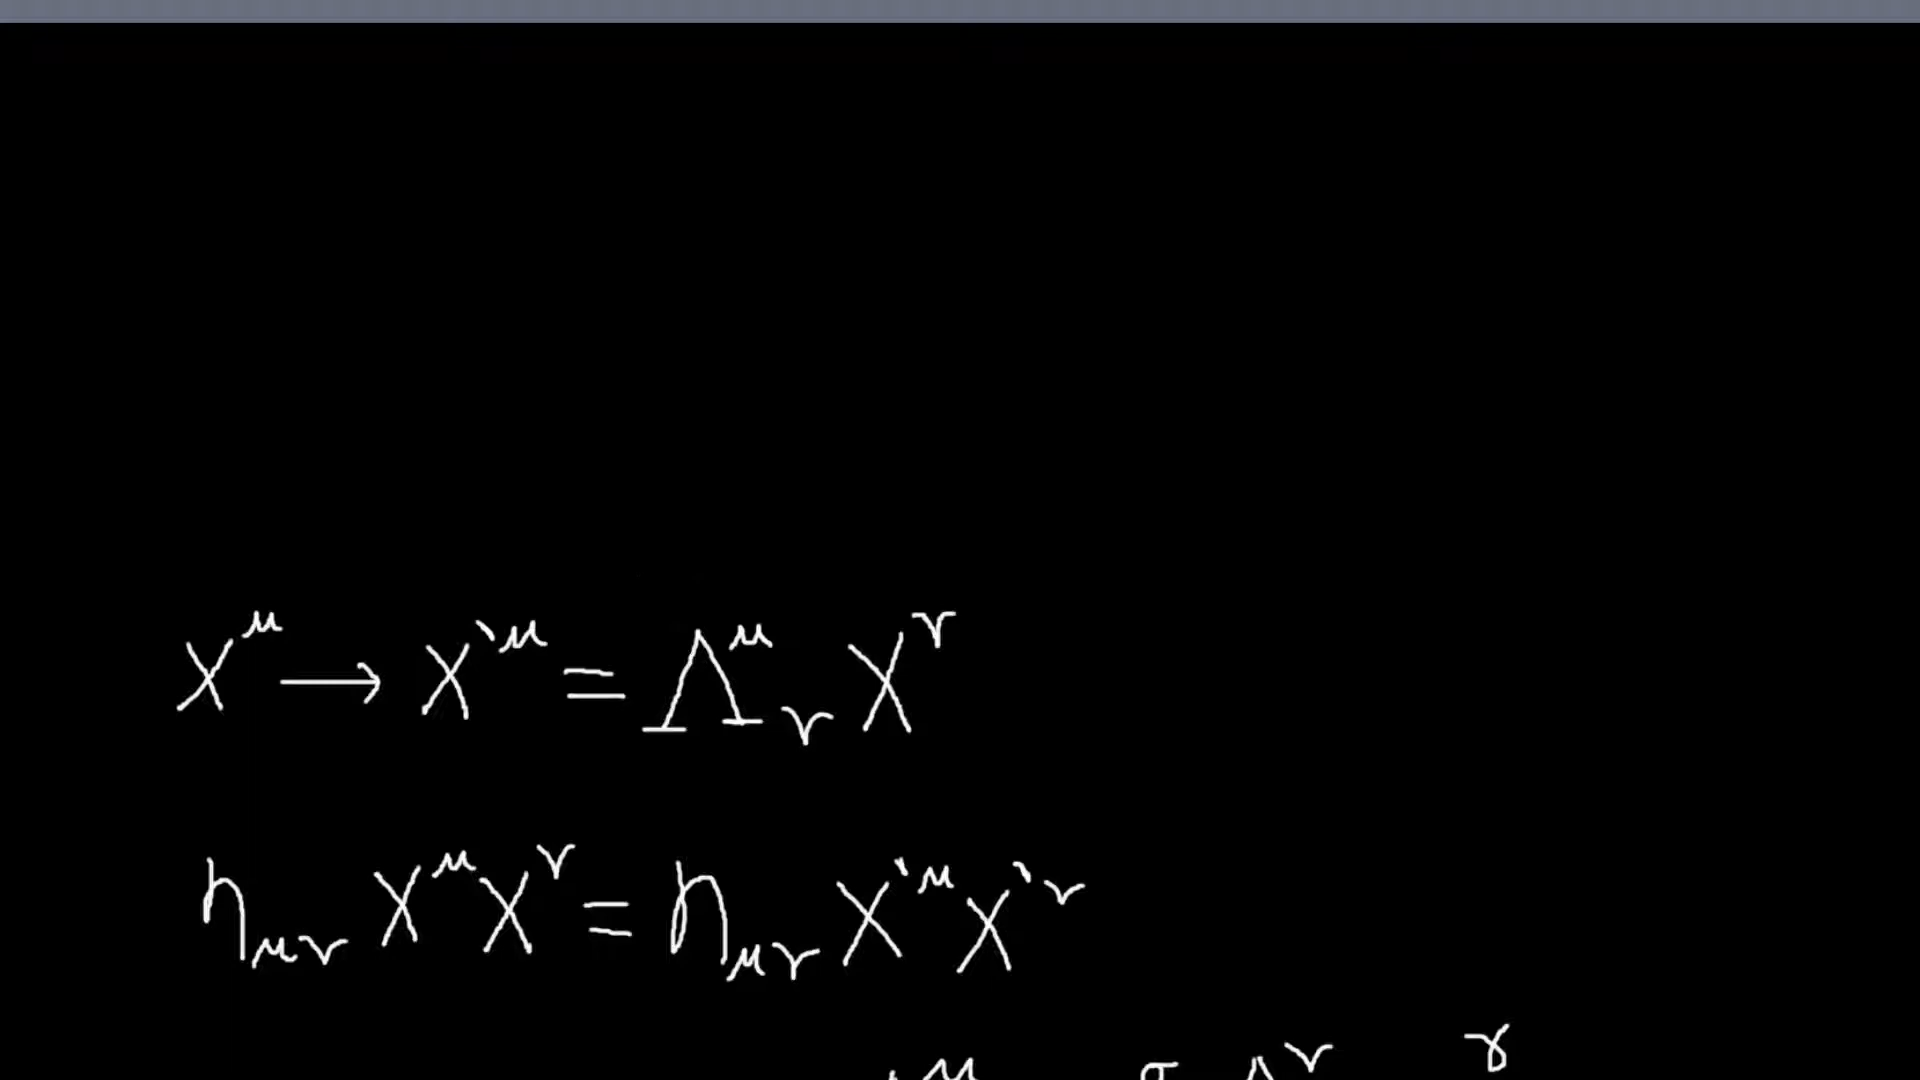 x^μ → x'^μ = Λ^μ_ν x^ν
η_μν x^μ x^ν = η_μν x'^μ x'^ν